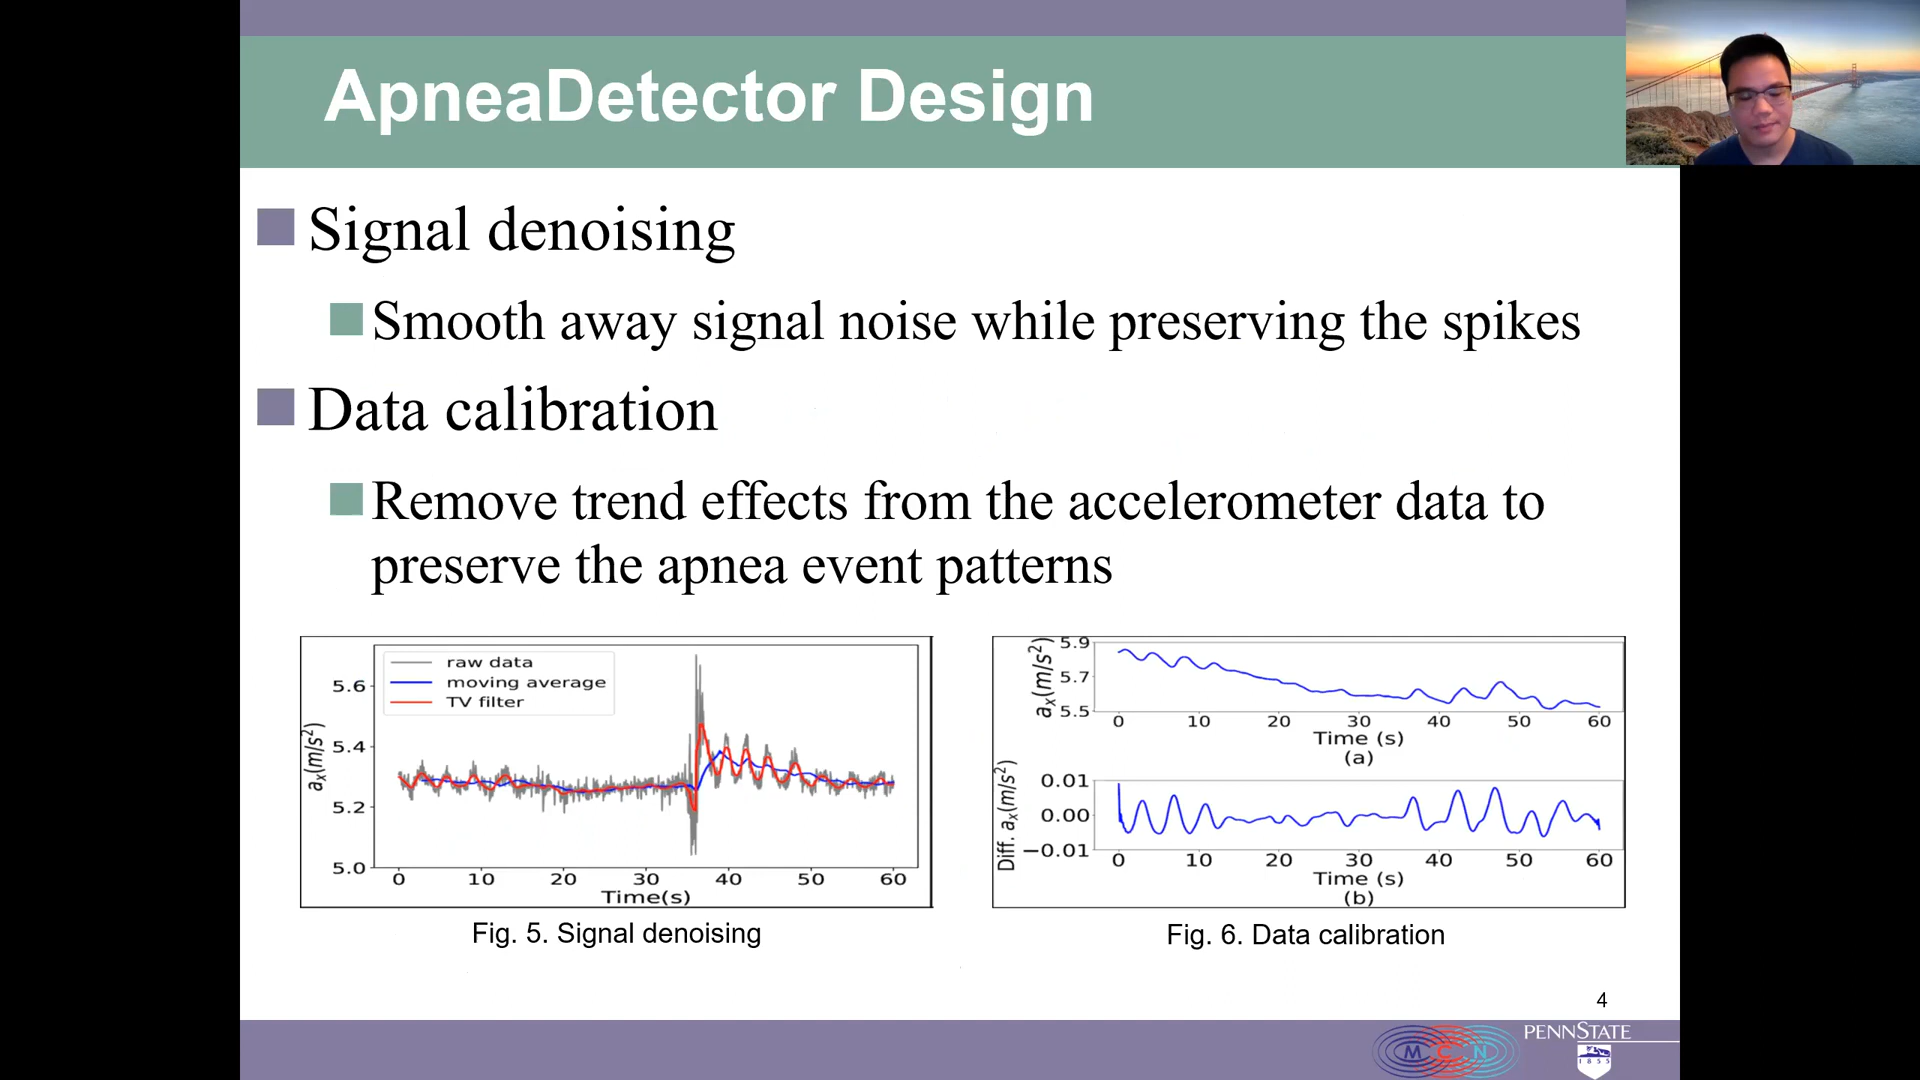 ApneaDetector Design
Signal denoising
Smooth away signal noise while preserving the spikes
Data calibration
Remove trend effects from the accelerometer data to
preserve the apnea event patterns
raw data
moving average
TV filter
5.6
5.4
5.2
5.0
aₓ(m/s²)
0 10 20 30 40 50 60
Time(s)
Fig. 5. Signal denoising
5.9
5.7
5.5
aₓ(m/s²)
0 10 20 30 40 50 60
Time (s)
(a)
0.01
0.00
−0.01
Diff. aₓ(m/s²)
0 10 20 30 40 50 60
Time (s)
(b)
Fig. 6. Data calibration
4
M C N
PENNSTATE
1855